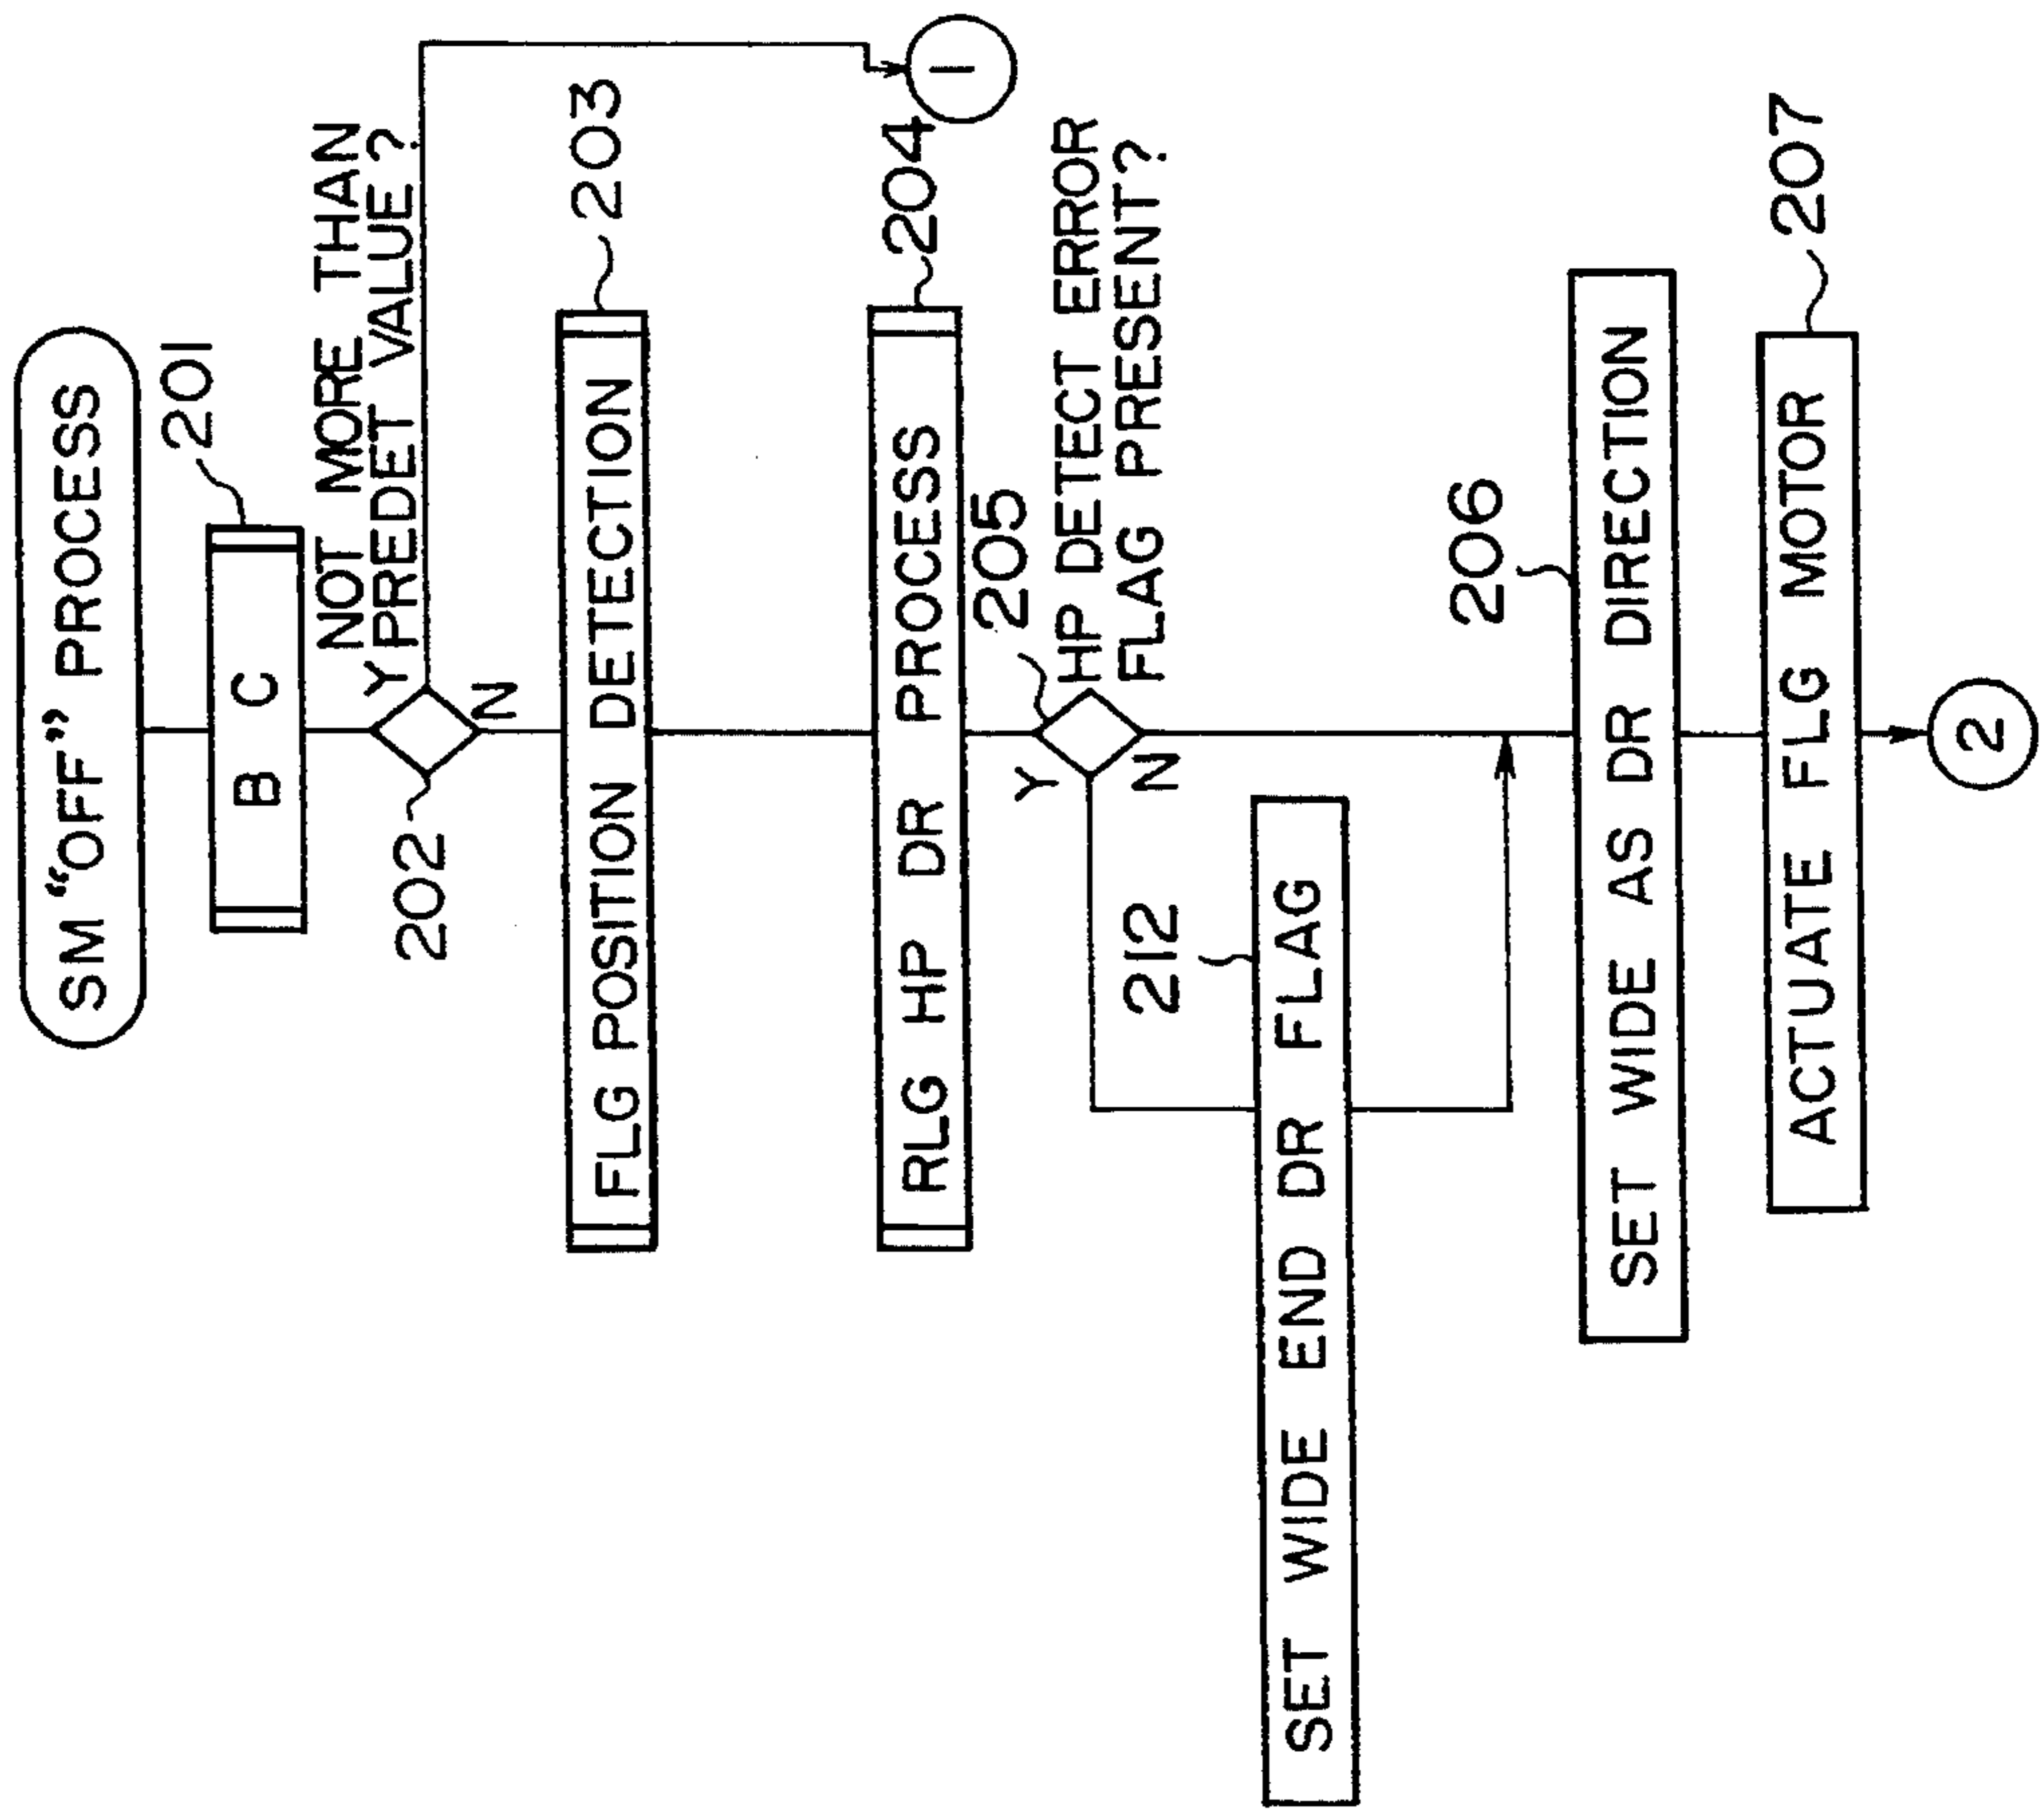 SM "OFF" PROCESS
201
B C
NOT MORE THAN
PREDET VALUE?
Y
202
N
1
203
FLG POSITION DETECTION
204
RLG HP DR PROCESS
205
HP DETECT ERROR
FLAG PRESENT?
Y
N
212
SET WIDE END DR FLAG
206
SET WIDE AS DR DIRECTION
207
ACTUATE FLG MOTOR
2